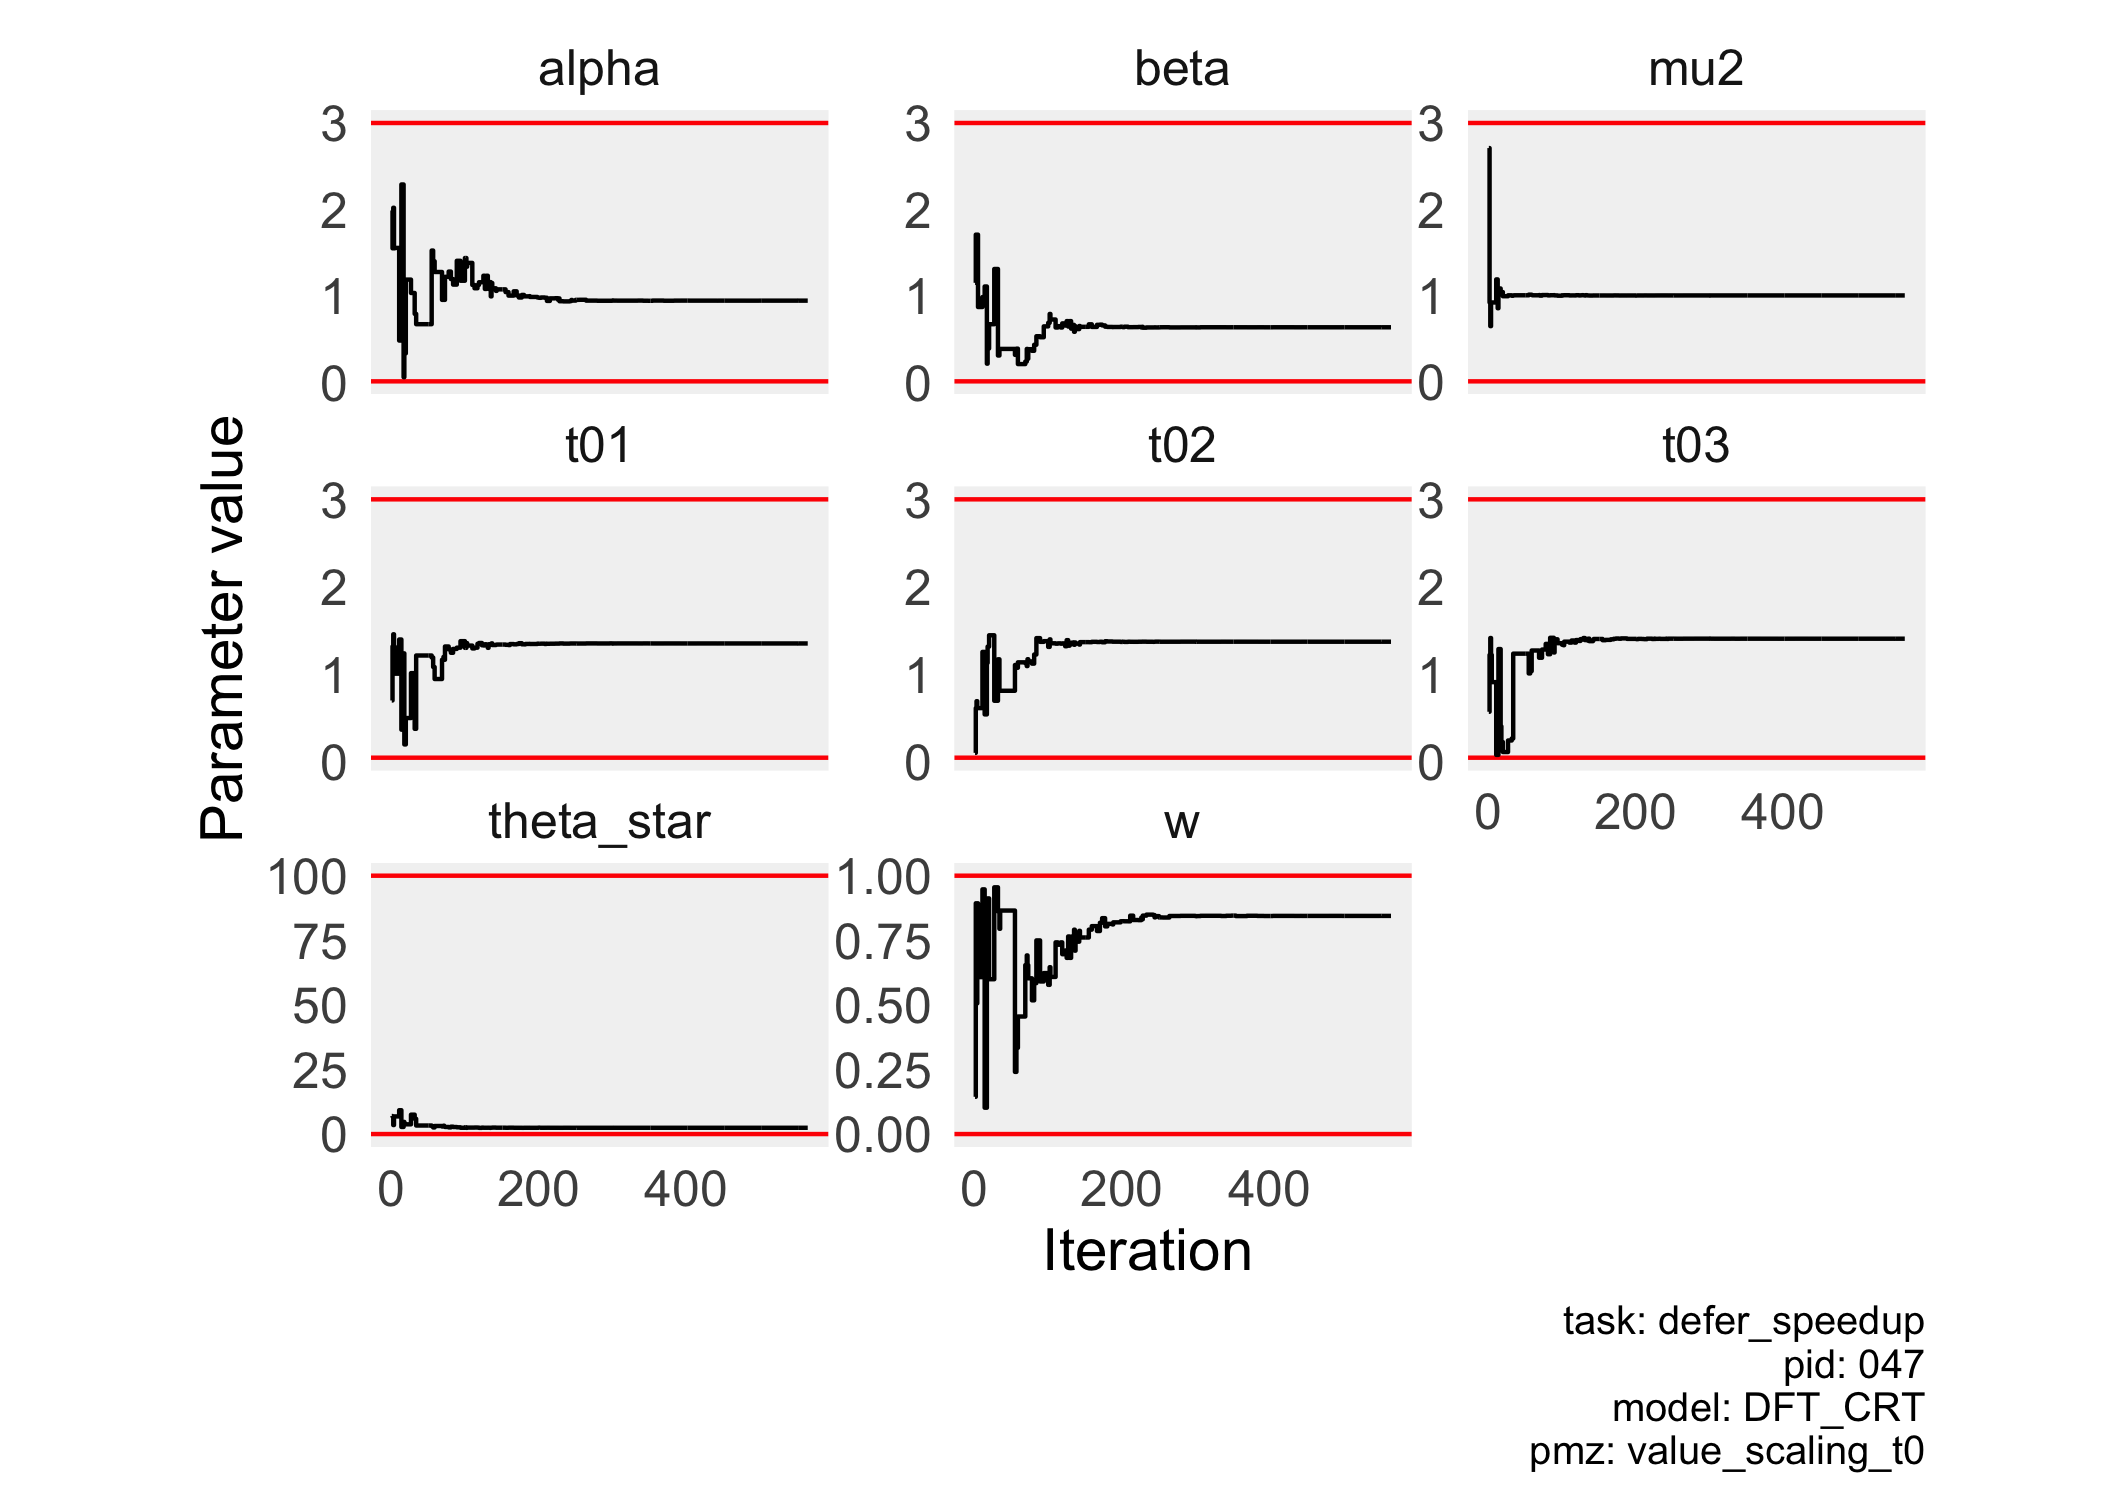 alpha beta mu2
3 3 3
2 2 2
1 1 1
0 0 0
t01 t02 t03
3 3 3
2 2 2
1 1 1
0 0 0
0 200 400
theta_star w
100 1.00
75 0.75
50 0.50
25 0.25
0 0.00
0 200 400 0 200 400
Parameter value
Iteration
task: defer_speedup
pid: 047
model: DFT_CRT
pmz: value_scaling_t0